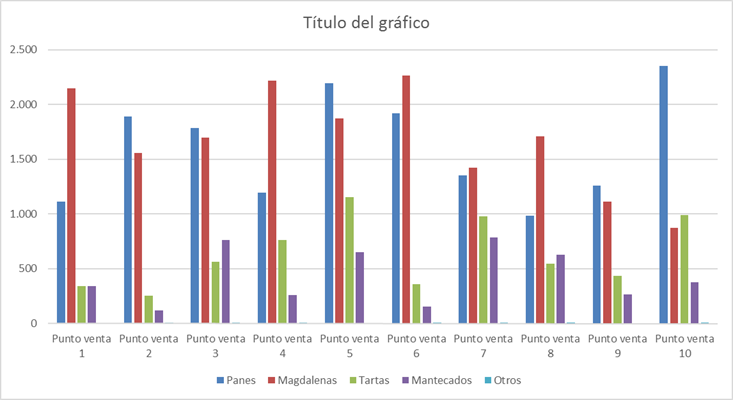 Título del gráfico
2.500
2.000
1.500
1.000
500
0
Punto venta 1
Punto venta 2
Punto venta 3
Punto venta 4
Punto venta 5
Punto venta 6
Punto venta 7
Punto venta 8
Punto venta 9
Punto venta 10
Panes Magdalenas Tartas Mantecados Otros